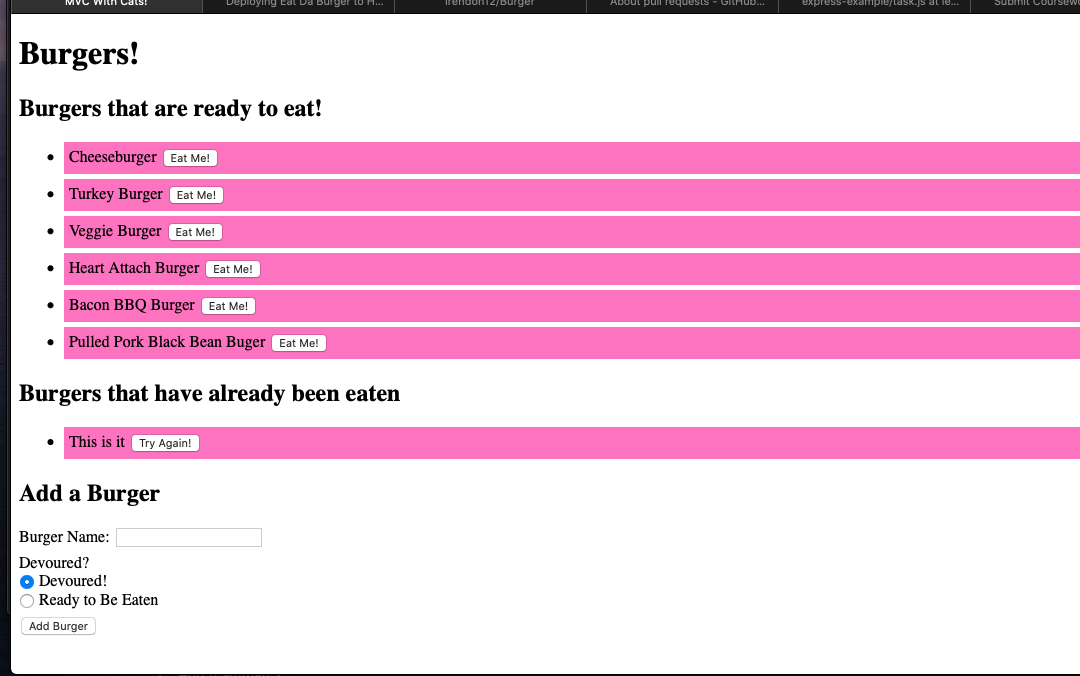 MVC With Cats!
Deploying Eat Da Burger to H...
Trendon12/Burger
About pull requests - GitHub...
express-example/task.js at le...
Submit Coursewo
Burgers!
Burgers that are ready to eat!
Cheeseburger Eat Me!
Turkey Burger Eat Me!
Veggie Burger Eat Me!
Heart Attach Burger Eat Me!
Bacon BBQ Burger Eat Me!
Pulled Pork Black Bean Buger Eat Me!
Burgers that have already been eaten
This is it Try Again!
Add a Burger
Burger Name:
Devoured?
Devoured!
Ready to Be Eaten
Add Burger